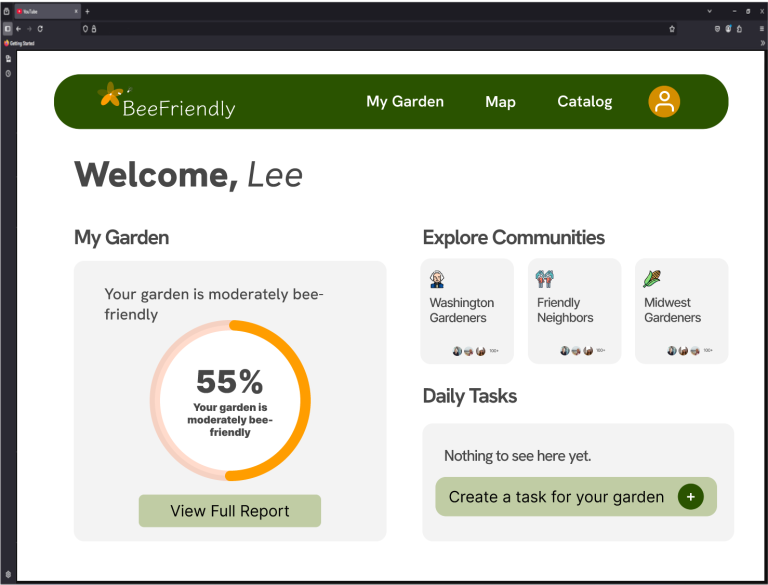 YouTube
Getting Started
BeeFriendly
My Garden
Map
Catalog
Welcome, Lee
My Garden
Your garden is moderately bee-
friendly
55%
Your garden is
moderately bee-
friendly
View Full Report
Explore Communities
Washington
Gardeners
100+
Friendly
Neighbors
100+
Midwest
Gardeners
100+
Daily Tasks
Nothing to see here yet.
Create a task for your garden